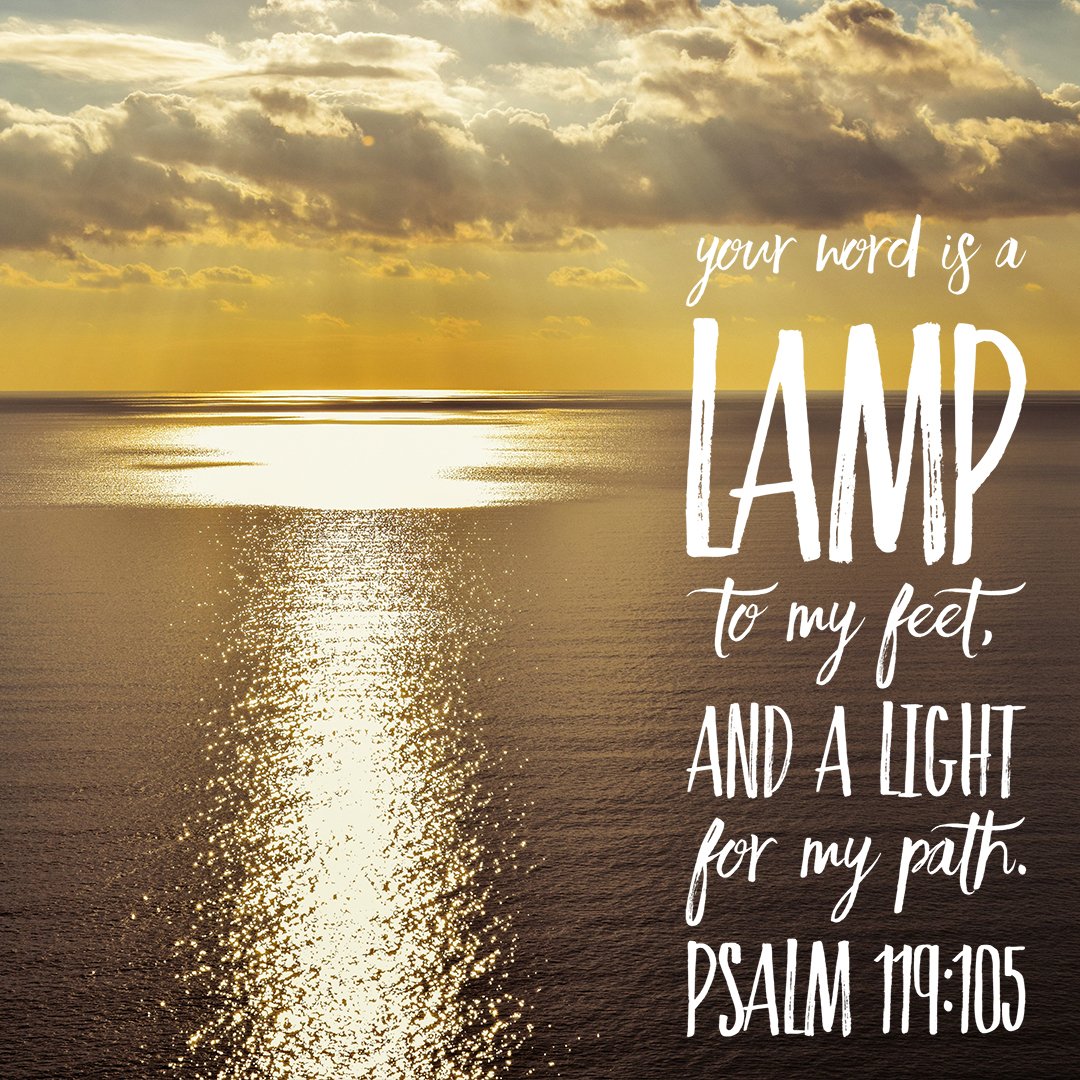 your word is a
LAMP
to my feet,
AND A LIGHT
for my path.
PSALM 119:105